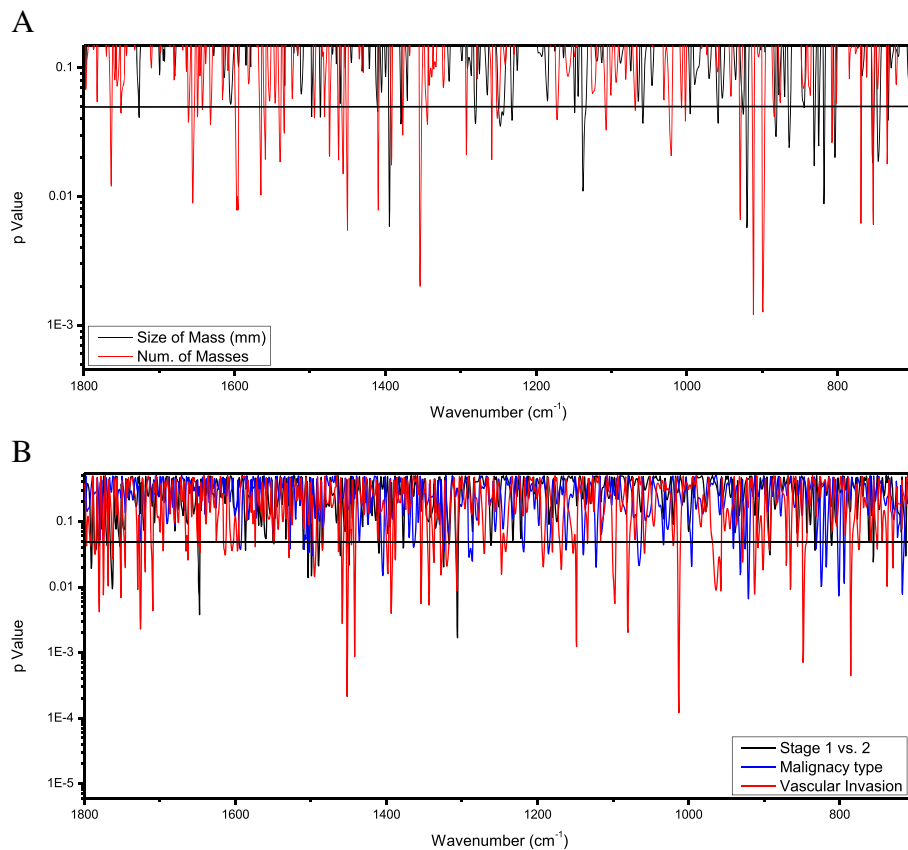 A
0.1
0.01
1E-3
p Value
Size of Mass (mm)
Num. of Masses
1800
1600
1400
1200
1000
800
Wavenumber (cm-1)
B
0.1
0.01
1E-3
1E-4
1E-5
p Value
Stage 1 vs. 2
Malignacy type
Vascular Invasion
1800
1600
1400
1200
1000
800
Wavenumber (cm-1)